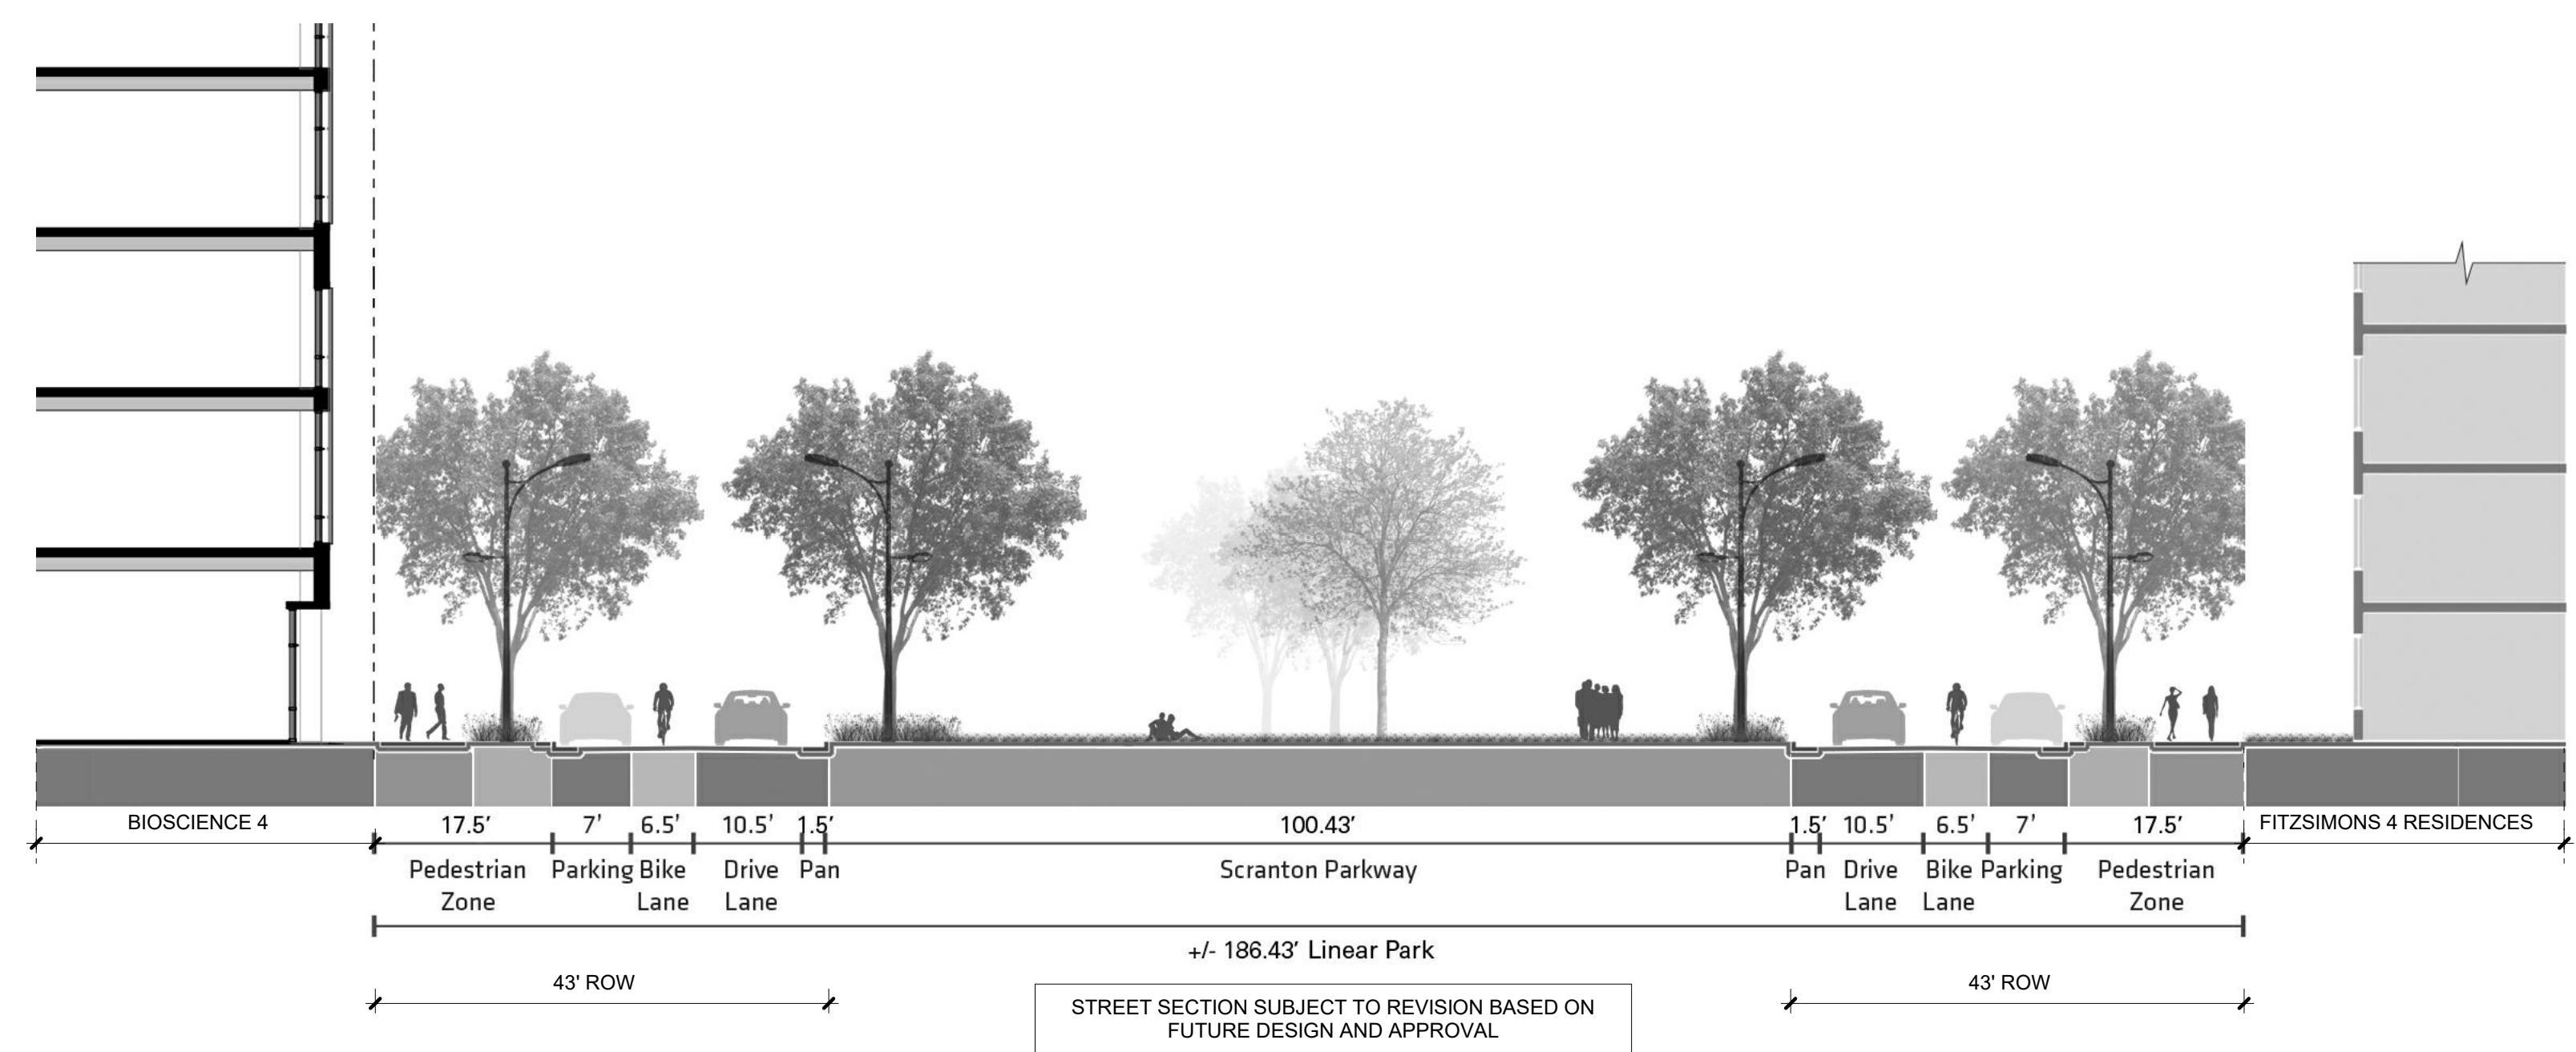 BIOSCIENCE 4
17.5’ 7’ 6.5’ 10.5’ 1.5’ 100.43’ 1.5’ 10.5’ 6.5’ 7’ 17.5’
FITZSIMONS 4 RESIDENCES
Pedestrian Parking Bike Drive Pan Scranton Parkway Pan Drive Bike Parking Pedestrian
Zone Lane Lane Lane Lane Zone
+/- 186.43’ Linear Park
43' ROW 43' ROW
STREET SECTION SUBJECT TO REVISION BASED ON
FUTURE DESIGN AND APPROVAL